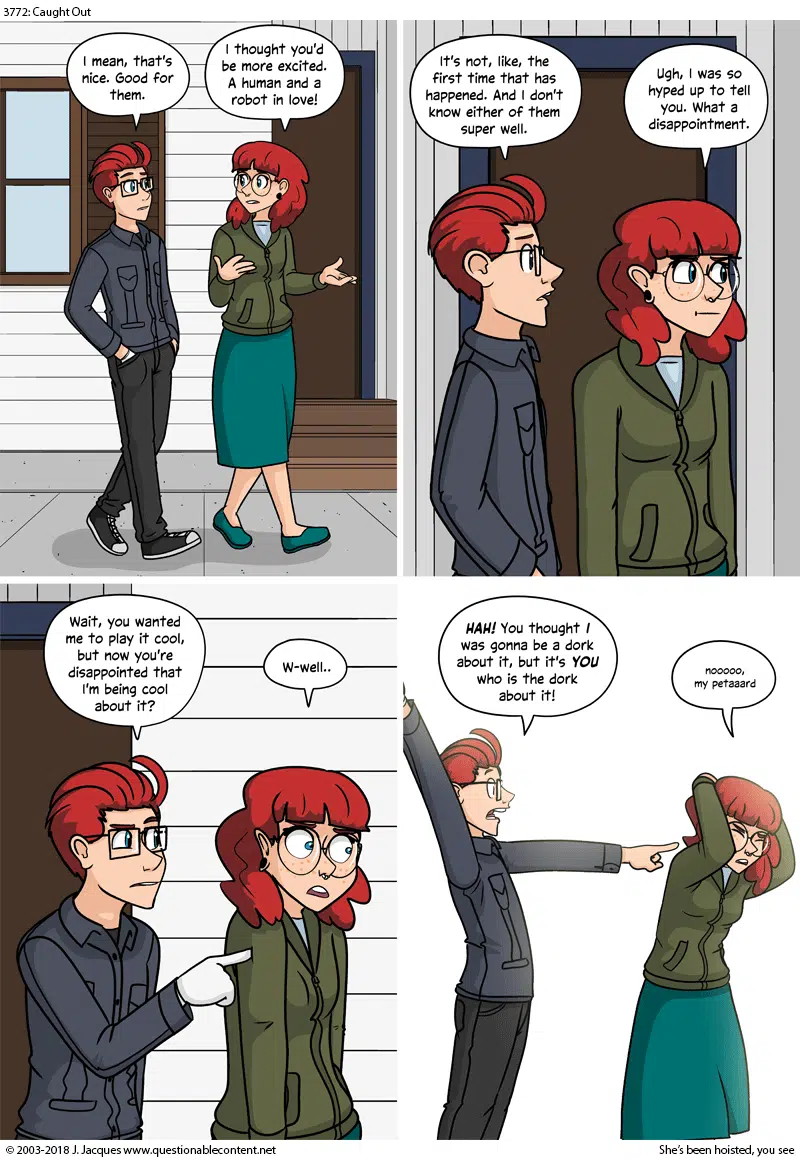 3772: Caught Out
I mean, that's
nice. Good for
them.
I thought you'd
be more excited.
A human and a
robot in love!
It's not, like, the
first time that has
happened. And I don't
know either of them
super well.
Ugh, I was so
hyped up to tell
you. What a
disappointment.
Wait, you wanted
me to play it cool,
but now you're
disappointed that
I'm being cool
about it?
W-well..
HAH! You thought I
was gonna be a dork
about it, but it's YOU
who is the dork
about it!
nooooo,
my petaaard
© 2003-2018 J. Jacques www.questionablecontent.net
She's been hoisted, you see